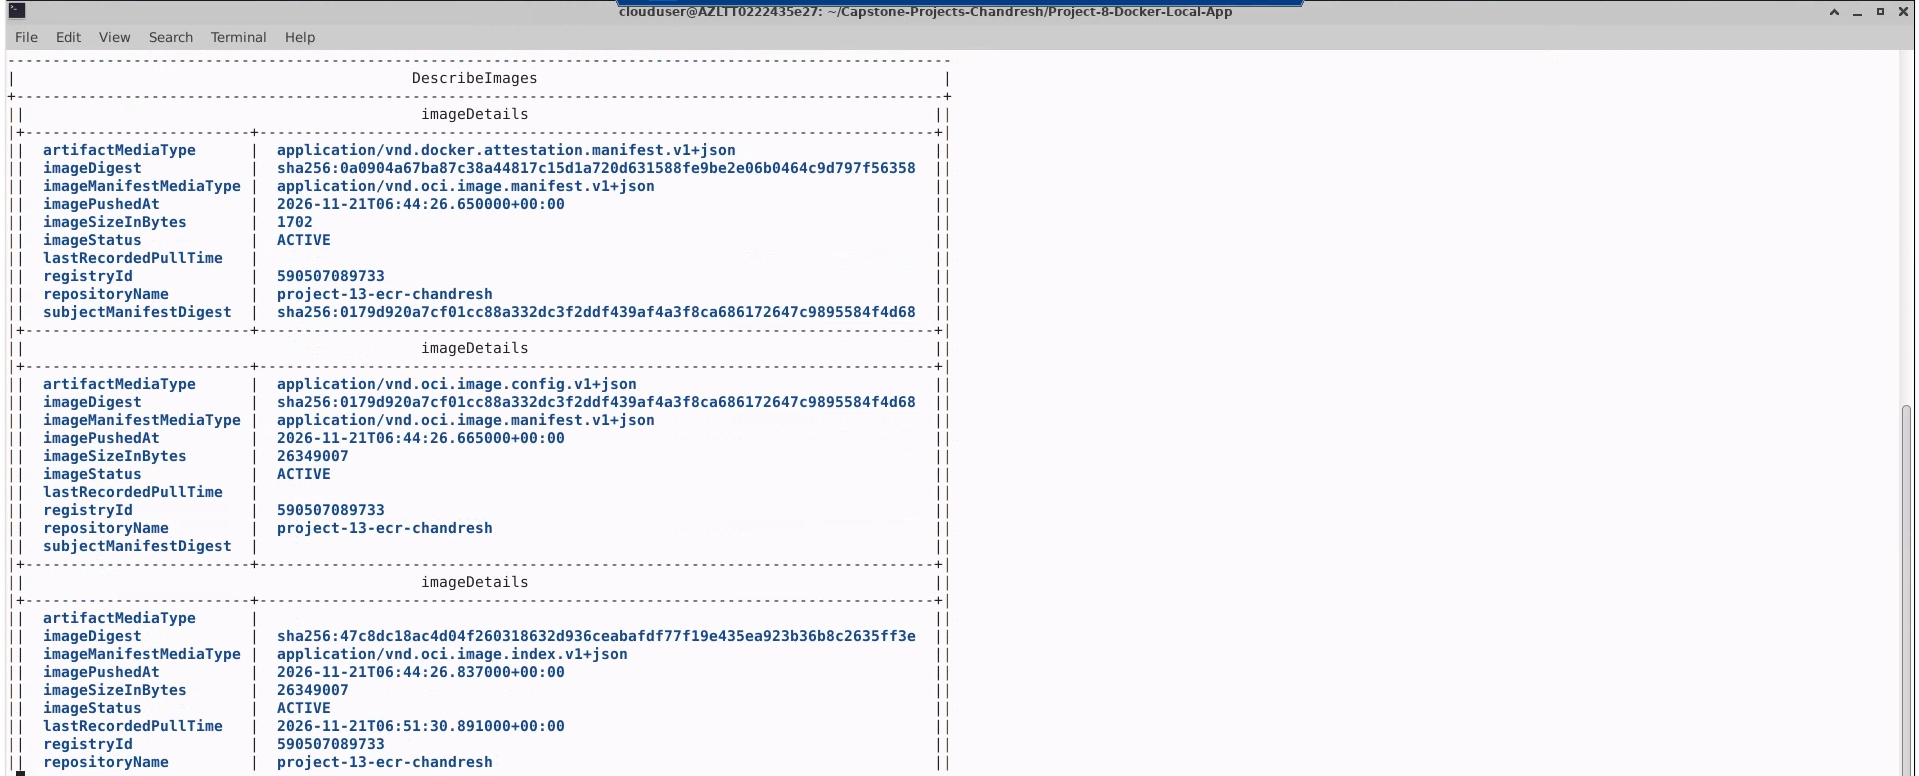 clouduser@AZLTT0222435e27: ~/Capstone-Projects-Chandresh/Project-8-Docker-Local-App
File Edit View Search Terminal Help
DescribeImages
imageDetails
artifactMediaType | application/vnd.docker.attestation.manifest.v1+json
imageDigest | sha256:0a0904a67ba87c38a44817c15d1a720d631588fe9be2e06b0464c9d797f56358
imageManifestMediaType | application/vnd.oci.image.manifest.v1+json
imagePushedAt | 2026-11-21T06:44:26.650000+00:00
imageSizeInBytes | 1702
imageStatus | ACTIVE
lastRecordedPullTime |
registryId | 590507089733
repositoryName | project-13-ecr-chandresh
subjectManifestDigest | sha256:0179d920a7cf01cc88a332dc3f2ddf439af4a3f8ca686172647c9895584f4d68
imageDetails
artifactMediaType | application/vnd.oci.image.config.v1+json
imageDigest | sha256:0179d920a7cf01cc88a332dc3f2ddf439af4a3f8ca686172647c9895584f4d68
imageManifestMediaType | application/vnd.oci.image.manifest.v1+json
imagePushedAt | 2026-11-21T06:44:26.665000+00:00
imageSizeInBytes | 26349007
imageStatus | ACTIVE
lastRecordedPullTime |
registryId | 590507089733
repositoryName | project-13-ecr-chandresh
subjectManifestDigest |
imageDetails
artifactMediaType |
imageDigest | sha256:47c8dc18ac4d04f260318632d936ceabafdf77f19e435ea923b36b8c2635ff3e
imageManifestMediaType | application/vnd.oci.image.index.v1+json
imagePushedAt | 2026-11-21T06:44:26.837000+00:00
imageSizeInBytes | 26349007
imageStatus | ACTIVE
lastRecordedPullTime | 2026-11-21T06:51:30.891000+00:00
registryId | 590507089733
repositoryName | project-13-ecr-chandresh